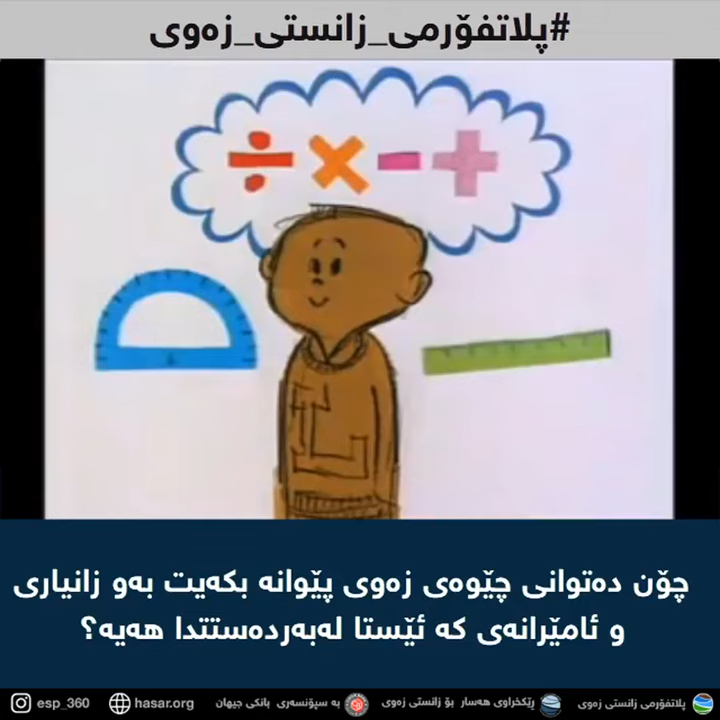 #پلاتفۆرمی_زانستی_زەوی
÷ × - +
چۆن دەتوانی چێوەی زەوی پێوانە بکەیت بەو زانیاری
و ئامێرانەی کە ئێستا لەبەردەستتدا هەیە؟
esp_360 hasar.org بە سپۆنسەری بانکی جیهان رێکخراوی هەسار بۆ زانستی زەوی پلاتفۆرمی زانستی زەوی